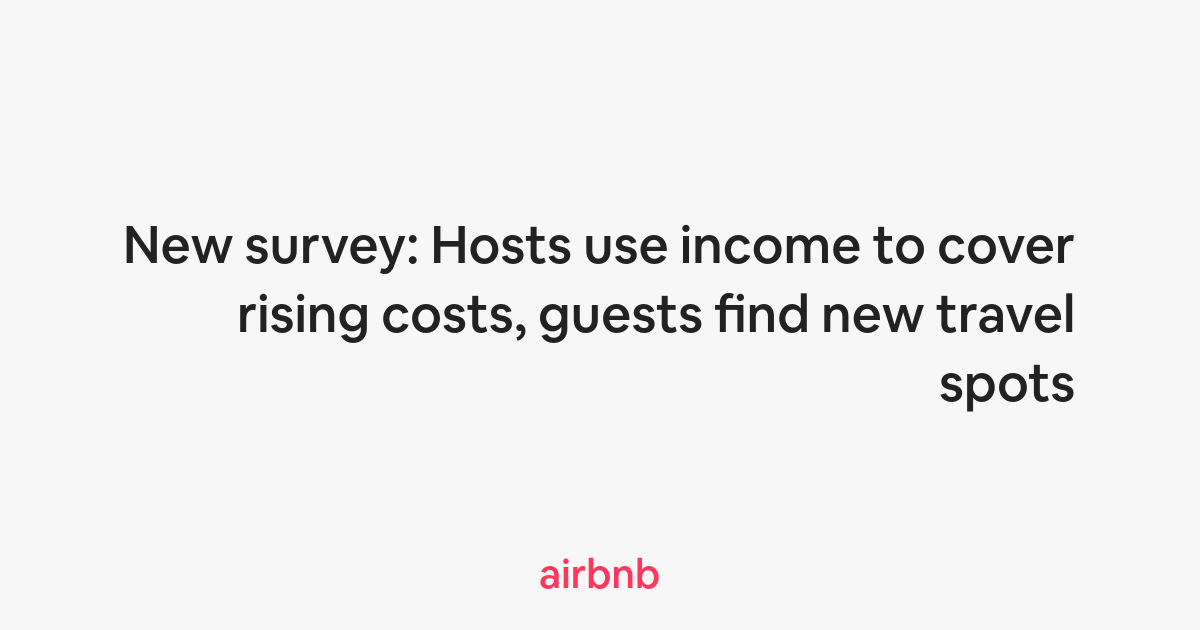 New survey: Hosts use income to cover
rising costs, guests find new travel
spots
airbnb